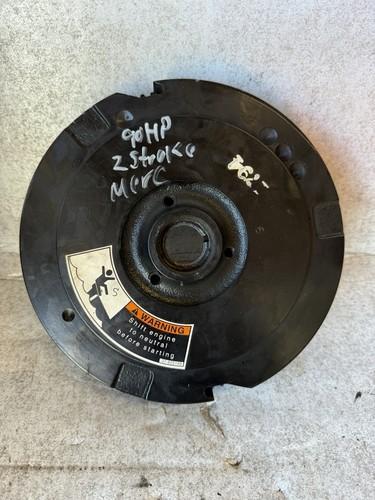 90HP
2 Stroke
Merc
WARNING
Shift engine
to neutral
before starting